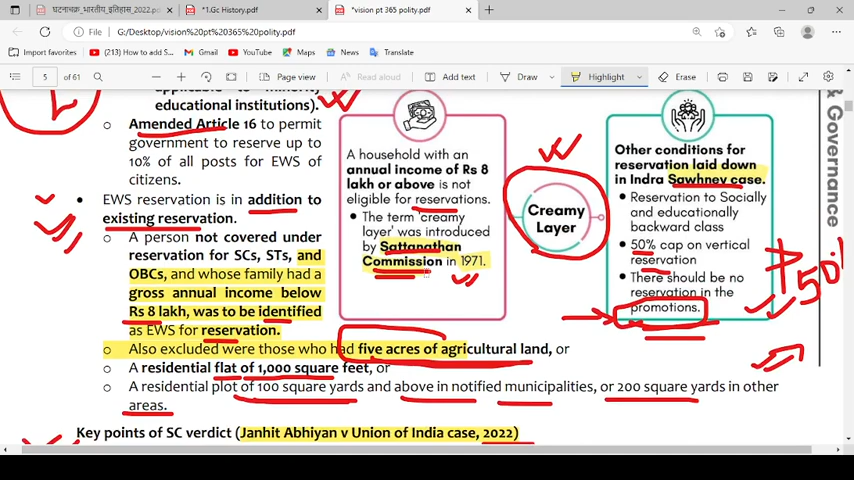 घटनाचक्र_भारतीय_इतिहास_2022.pd
*1.Gc History.pdf
*vision pt 365 polity.pdf
File
G:/Desktop/vision%20pt%20365%20polity.pdf
Import favorites
(213) How to add S...
Gmail
YouTube
Maps
News
Translate
5 of 61
Page view
Read aloud
Add text
Draw
Highlight
Erase
applicable to minority
educational institutions).
o Amended Article 16 to permit
government to reserve up to
10% of all posts for EWS of
citizens.
• EWS reservation is in addition to
existing reservation.
o A person not covered under
reservation for SCs, STs, and
OBCs, and whose family had a
gross annual income below
Rs 8 lakh, was to be identified
as EWS for reservation.
A household with an
annual income of Rs 8
lakh or above is not
eligible for reservations.
• The term 'creamy
layer' was introduced
by Sattanathan
Commission in 1971.
Creamy
Layer
Other conditions for
reservation laid down
in Indra Sawhney case.
• Reservation to Socially
and educationally
backward class
• 50% cap on vertical
reservation
• There should be no
reservation in the
promotions.
50%
& Governance
o Also excluded were those who had five acres of agricultural land, or
o A residential flat of 1,000 square feet, or
o A residential plot of 100 square yards and above in notified municipalities, or 200 square yards in other
areas.
Key points of SC verdict (Janhit Abhiyan v Union of India case, 2022)